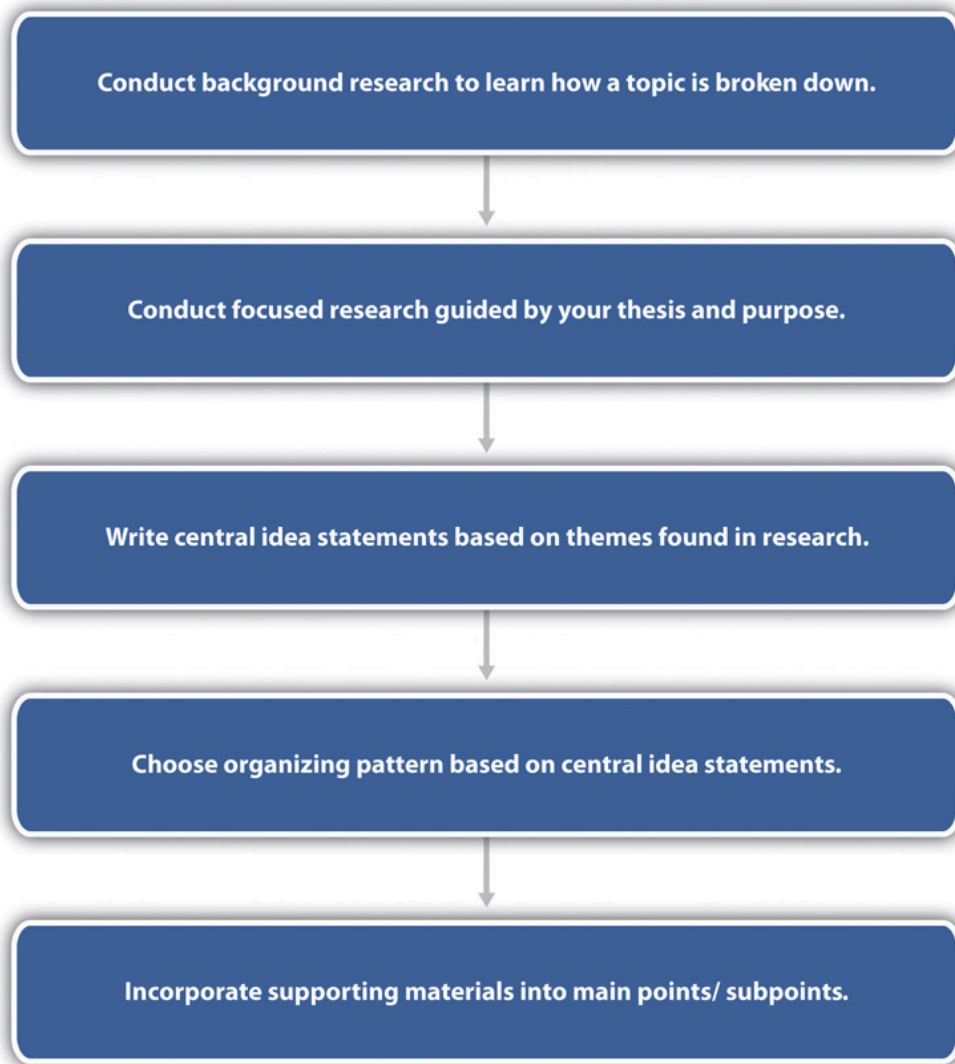 Conduct background research to learn how a topic is broken down.
Conduct focused research guided by your thesis and purpose.
Write central idea statements based on themes found in research.
Choose organizing pattern based on central idea statements.
Incorporate supporting materials into main points/ subpoints.